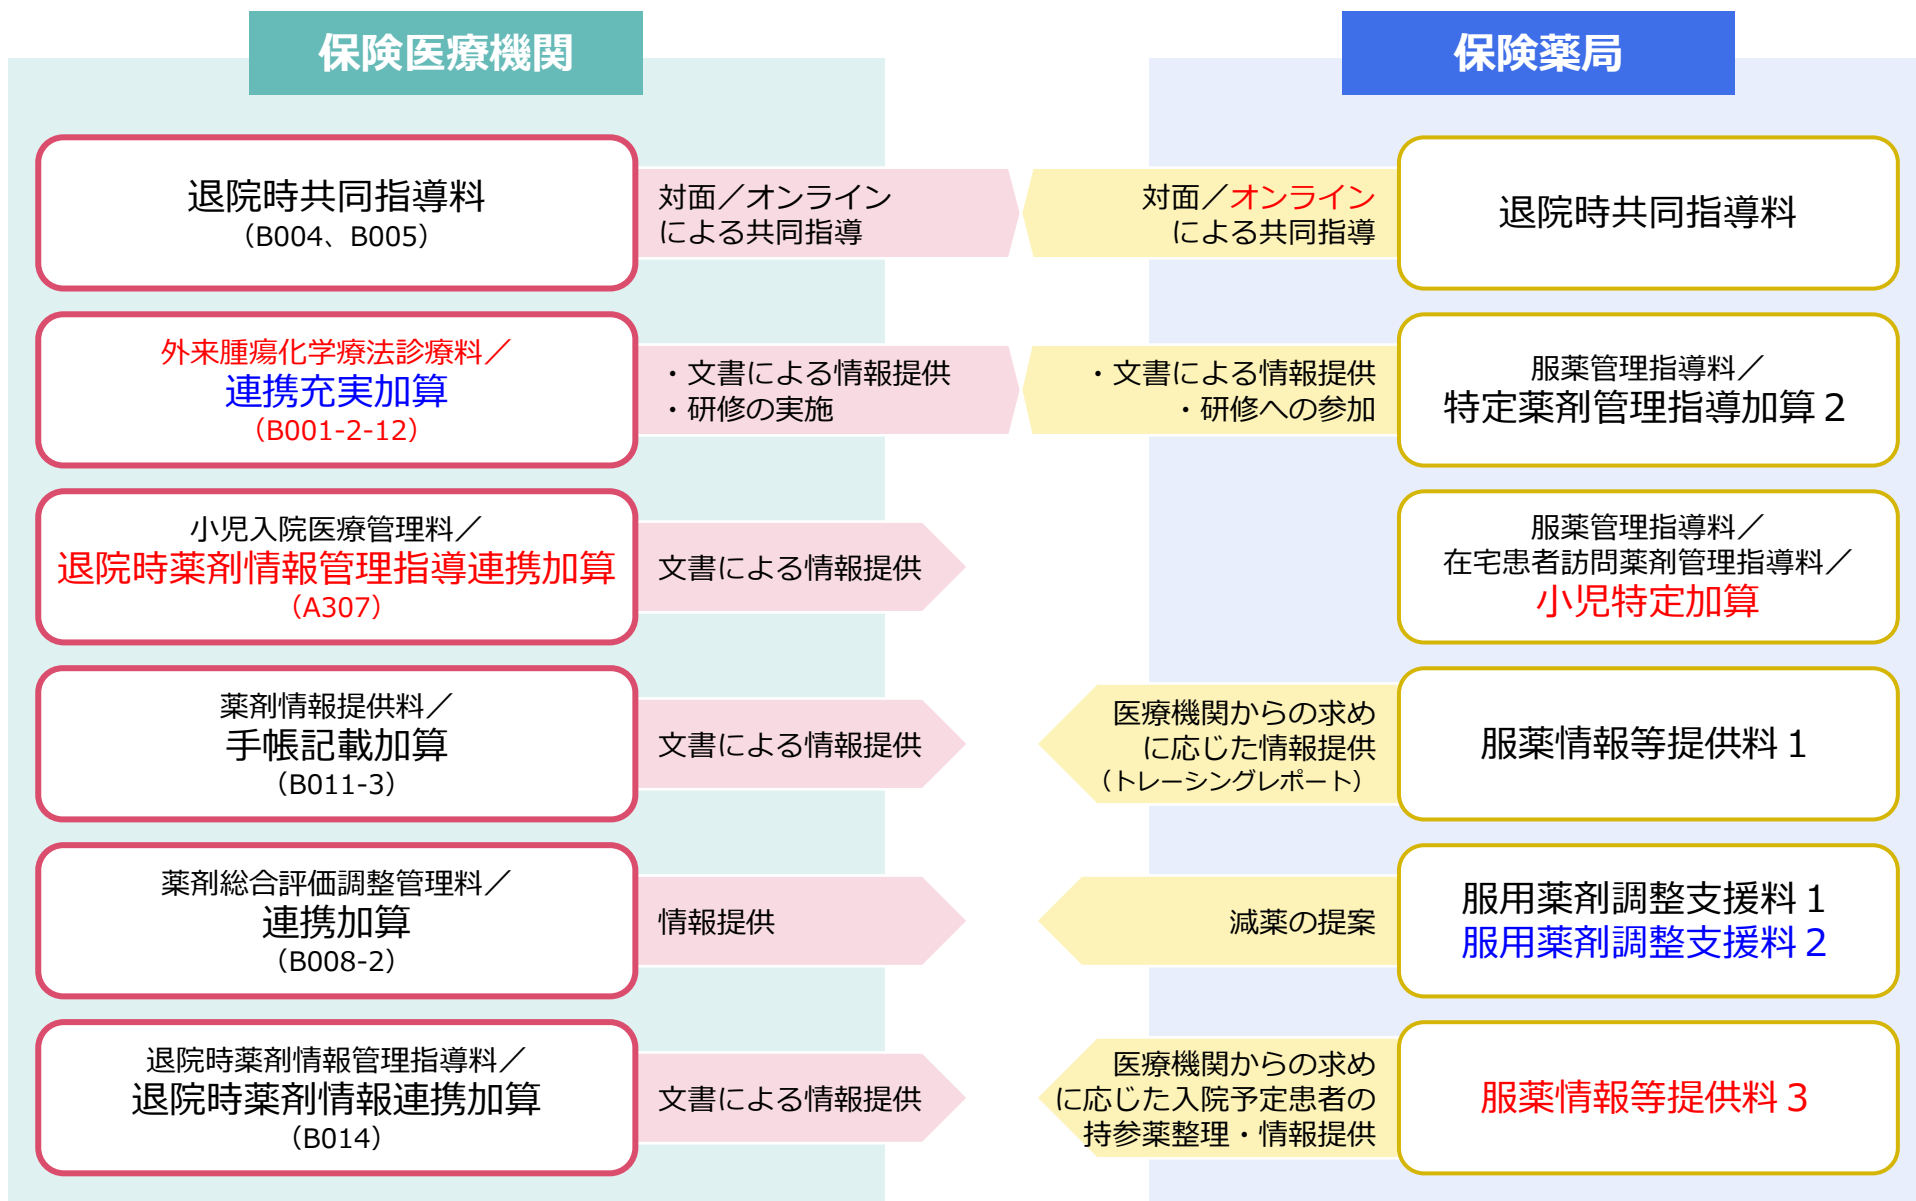 保険医療機関
保険薬局
退院時共同指導料
（B004、B005）
対面／オンライン
による共同指導
対面／オンライン
による共同指導
退院時共同指導料
外来腫瘍化学療法診療料／
連携充実加算
（B001-2-12）
・文書による情報提供
・研修の実施
・文書による情報提供
・研修への参加
服薬管理指導料／
特定薬剤管理指導加算２
小児入院医療管理料／
退院時薬剤情報管理指導連携加算
（A307）
文書による情報提供
服薬管理指導料／
在宅患者訪問薬剤管理指導料／
小児特定加算
薬剤情報提供料／
手帳記載加算
（B011-3）
文書による情報提供
医療機関からの求め
に応じた情報提供
（トレーシングレポート）
服薬情報等提供料１
薬剤総合評価調整管理料／
連携加算
（B008-2）
情報提供
減薬の提案
服用薬剤調整支援料１
服用薬剤調整支援料２
退院時薬剤情報管理指導料／
退院時薬剤情報連携加算
（B014）
文書による情報提供
医療機関からの求め
に応じた入院予定患者の
持参薬整理・情報提供
服薬情報等提供料３